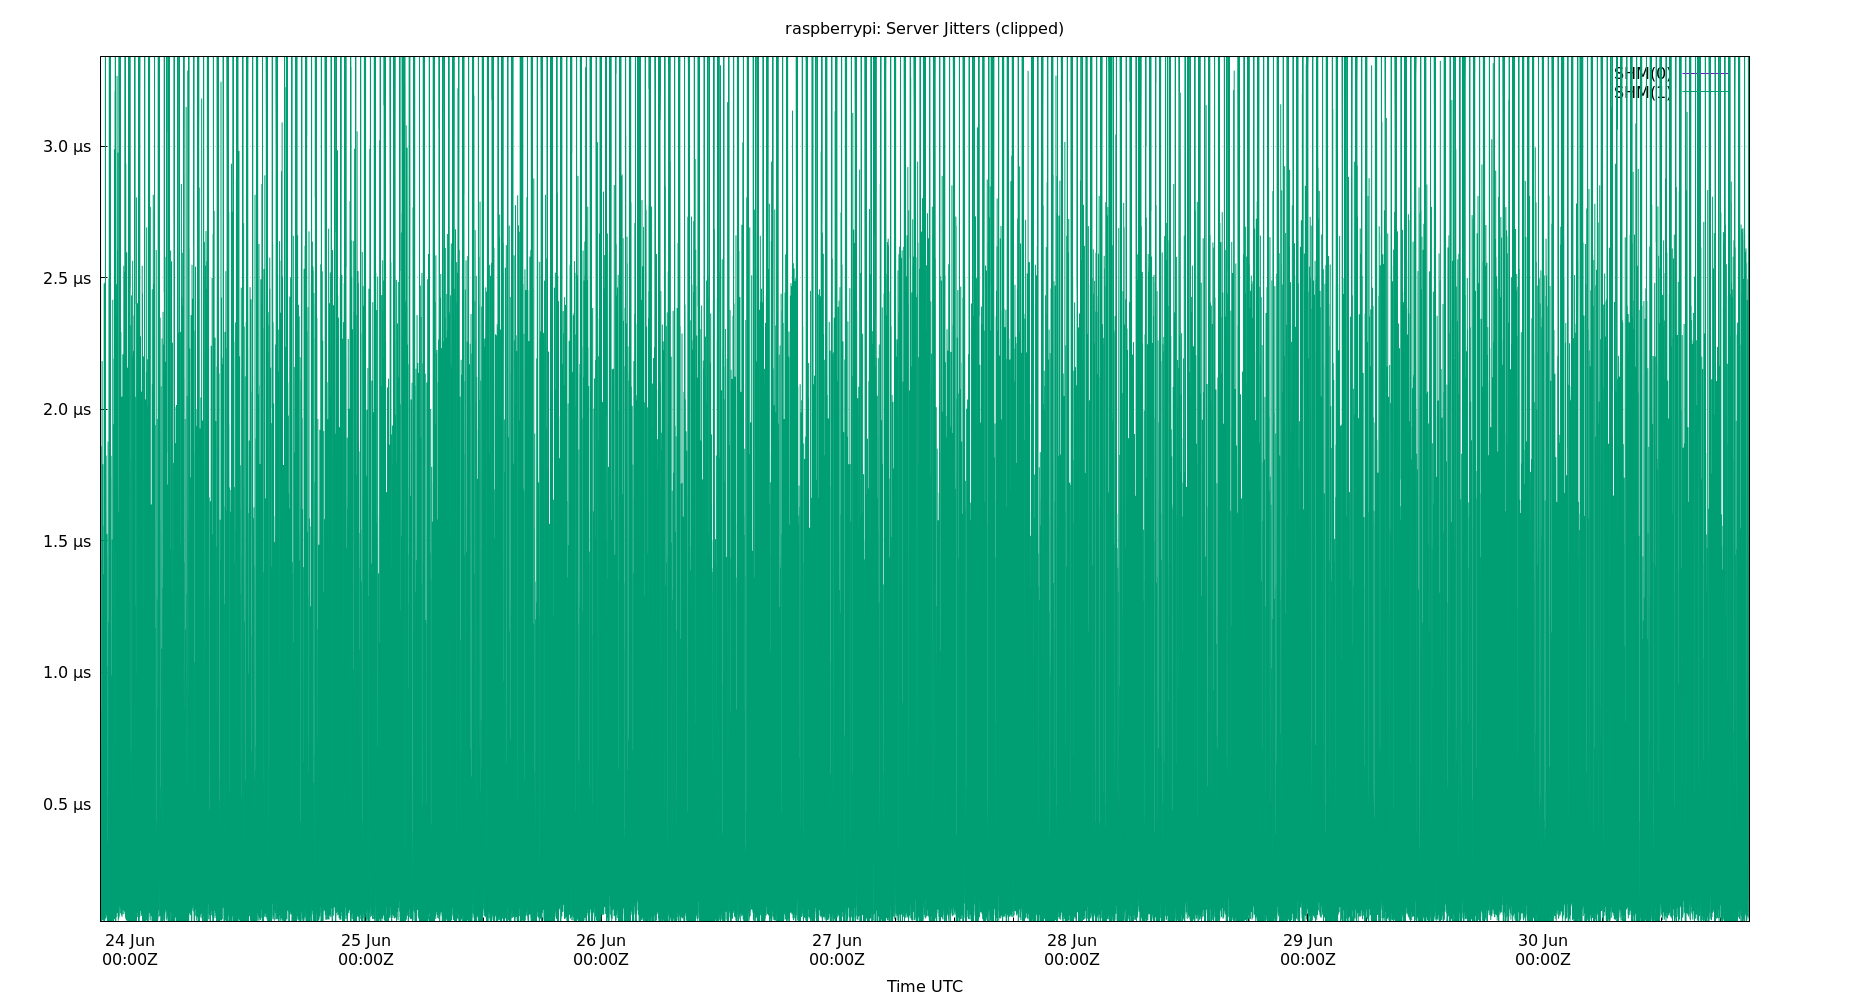 raspberrypi: Server Jitters (clipped)
SHM(0)
SHM(1)
3.0 μs
2.5 μs
2.0 μs
1.5 μs
1.0 μs
0.5 μs
24 Jun 25 Jun 26 Jun 27 Jun 28 Jun 29 Jun 30 Jun
00:00Z 00:00Z 00:00Z 00:00Z 00:00Z 00:00Z 00:00Z
Time UTC